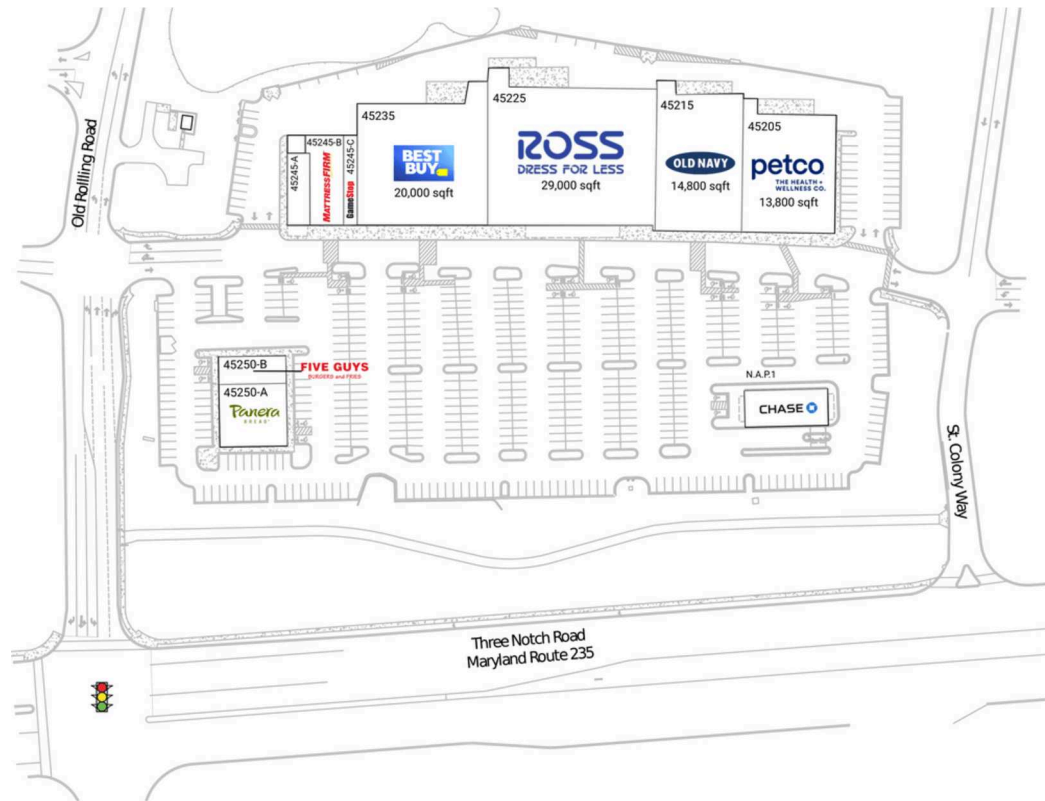 Old Rollling Road
45245-A
45245-B
MATTRESSFIRM
45245-C
GameStop
45235
BEST
BUY
20,000 sqft
45225
ROSS
DRESS FOR LESS
29,000 sqft
45215
OLD NAVY
14,800 sqft
45205
petco
THE HEALTH +
WELLNESS CO.
13,800 sqft
45250-B
FIVE GUYS
BURGERS and FRIES
45250-A
Panera
BREAD
N.A.P.1
CHASE
St. Colony Way
Three Notch Road
Maryland Route 235